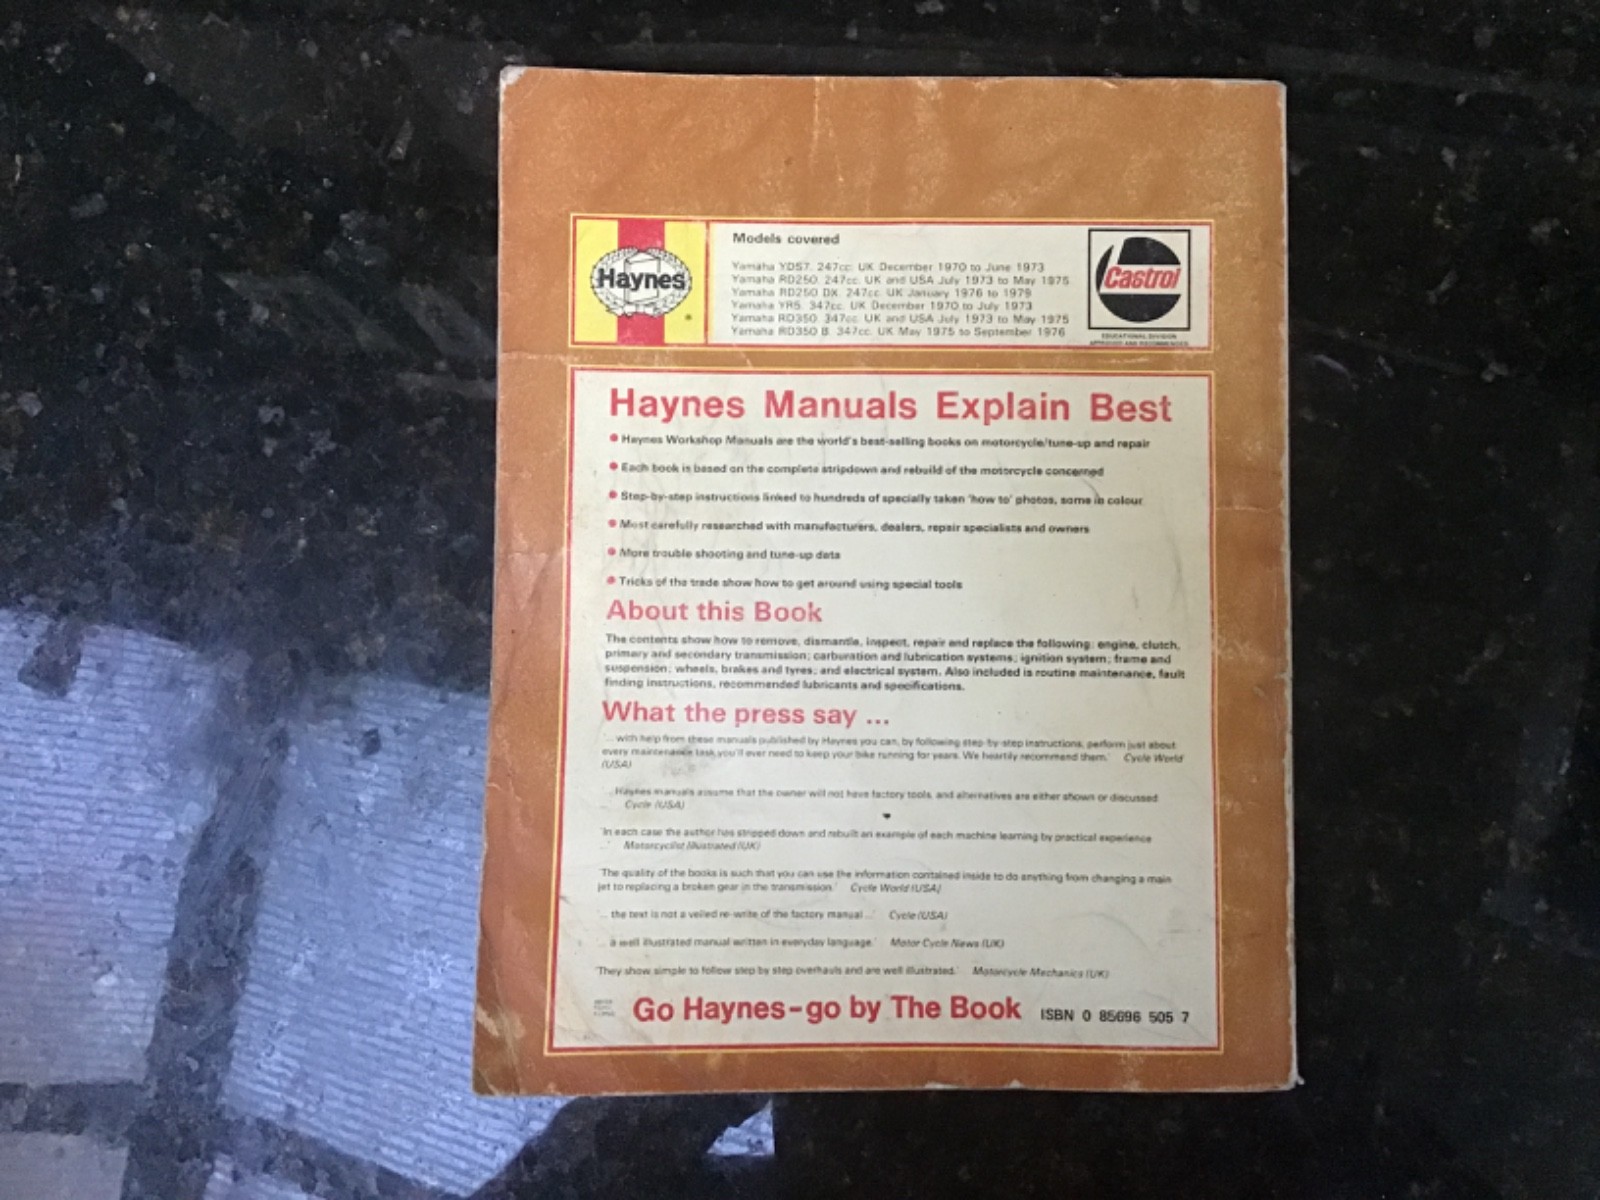 Haynes
Models covered
Yamaha YDS7. 247cc. UK December 1970 to June 1973
Yamaha RD250. 247cc. UK and USA July 1973 to May 1975
Yamaha RD250 DX. 247cc. UK January 1976 to 1979
Yamaha YR5. 347cc. UK December 1970 to July 1973
Yamaha RD350. 347cc. UK and USA July 1973 to May 1975
Yamaha RD350 B. 347cc. UK May 1975 to September 1976
Castrol
EDUCATIONAL DIVISION
APPROVED AND RECOMMENDED
Haynes Manuals Explain Best
• Haynes Workshop Manuals are the world's best-selling books on motorcycle/tune-up and repair
• Each book is based on the complete stripdown and rebuild of the motorcycle concerned
• Step-by-step instructions linked to hundreds of specially taken 'how to' photos, some in colour
• Most carefully researched with manufacturers, dealers, repair specialists and owners
• More trouble shooting and tune-up data
• Tricks of the trade show how to get around using special tools
About this Book
The contents show how to remove, dismantle, inspect, repair and replace the following: engine, clutch,
primary and secondary transmission; carburation and lubrication systems; ignition system; frame and
suspension; wheels, brakes and tyres; and electrical system. Also included is routine maintenance, fault
finding instructions, recommended lubricants and specifications.
What the press say ...
'... with help from these manuals published by Haynes you can, by following step-by-step instructions, perform just about
every maintenance task you'll ever need to keep your bike running for years. We heartily recommend them.' Cycle World
(USA)
'... Haynes manuals assume that the owner will not have factory tools, and alternatives are either shown or discussed
...' Cycle (USA)
'In each case the author has stripped down and rebuilt an example of each machine learning by practical experience
...' Motorcyclist Illustrated (UK)
'The quality of the books is such that you can use the information contained inside to do anything from changing a main
jet to replacing a broken gear in the transmission.' Cycle World (USA)
'... the text is not a veiled re-write of the factory manual ...' Cycle (USA)
'... a well illustrated manual written in everyday language.' Motor Cycle News (UK)
'They show simple to follow step by step overhauls and are well illustrated.' Motorcycle Mechanics (UK)
Go Haynes-go by The Book ISBN 0 85696 505 7